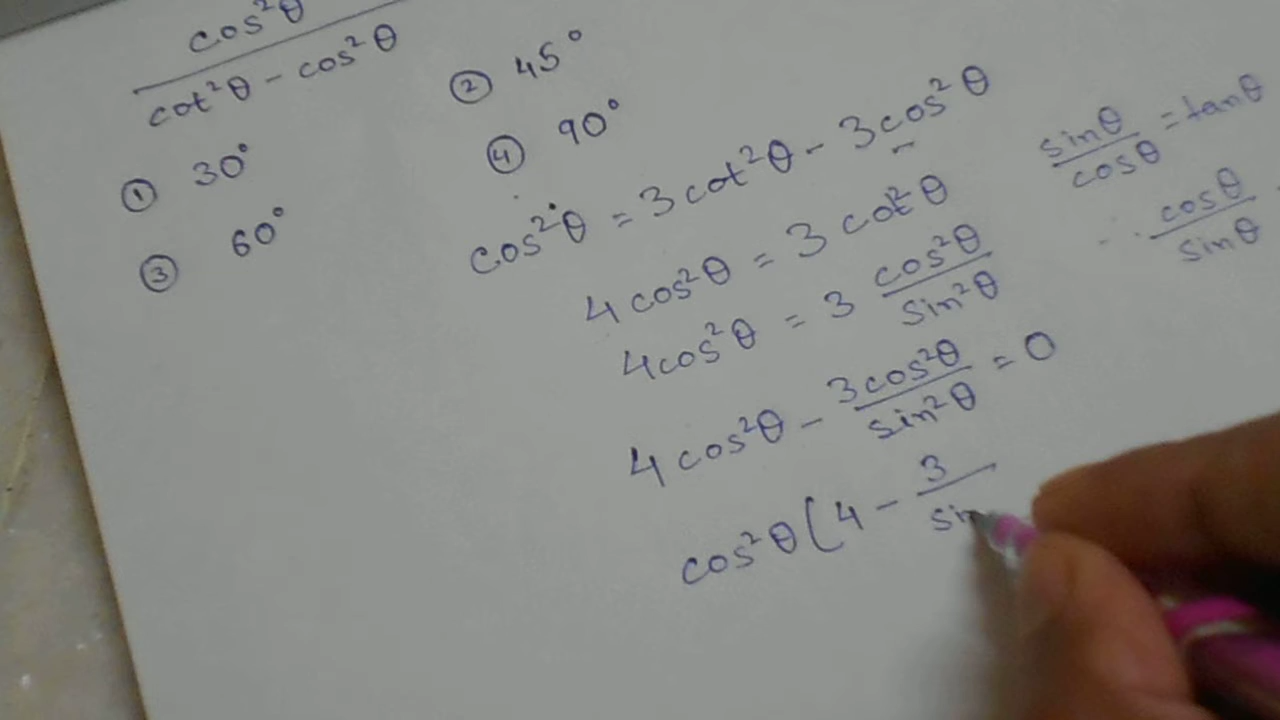 cos²θ
cot²θ - cos²θ
① 30°
② 45°
③ 60°
④ 90°
cos²θ = 3cot²θ - 3cos²θ
4cos²θ = 3cot²θ
4cos²θ = 3 cos²θ
sin²θ
4cos²θ - 3cos²θ = 0
sin²θ
cos²θ(4 - 3
sin
sinθ = tanθ
cosθ
cosθ
sinθ